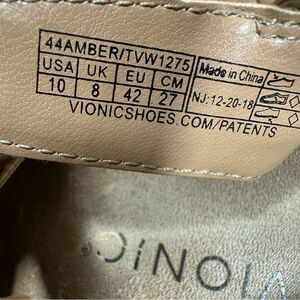 44AMBER/TVW1275
USA UK EU CM
10 8 42 27
Made in China
NJ: 12-20-18
VIONICSHOES.COM/PATENTS
VIONIC